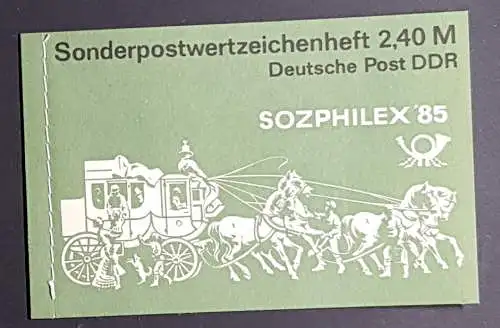 Sonderpostwertzeichenheft 2,40 M
Deutsche Post DDR
SOZPHILEX '85